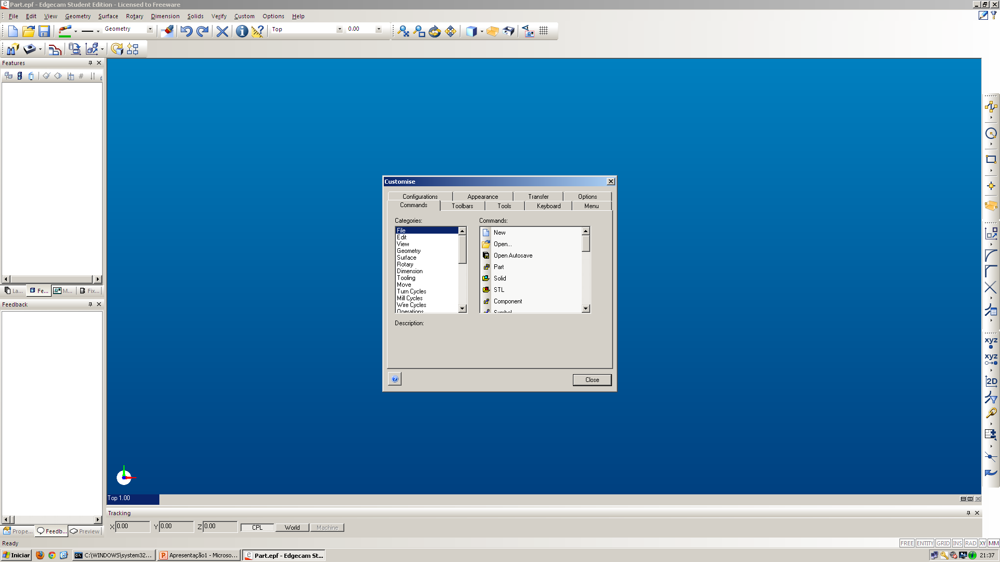 Part.epf - Edgecam Student Edition - Licensed to Freeware
File Edit View Geometry Surface Rotary Dimension Solids Verify Custom Options Help
Geometry Top 0.00
Features
#
La... Fe... M... Fix...
Feedback
Prope... Feedb... Preview
Customise
Configurations Appearance Transfer Options
Commands Toolbars Tools Keyboard Menu
Categories:
File
Edit
View
Geometry
Surface
Rotary
Dimension
Tooling
Move
Turn Cycles
Mill Cycles
Wire Cycles
Operations
Commands:
New
Open...
Open Autosave
Part
Solid
STL
Component
Symbol
Description:
Close
xyz
xyz
2D
Top 1.00
Tracking
X 0.00 Y 0.00 Z 0.00 CPL World Machine
Ready
FREE ENTITY GRID INS RAD XY MM
Iniciar C:\WINDOWS\system32... Apresentação1 - Microso... Part.epf - Edgecam St... 21:37